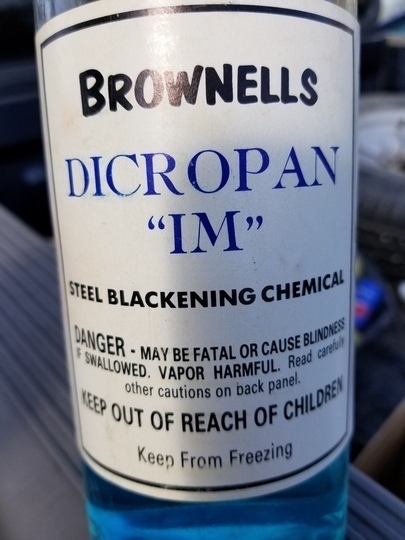 BROWNELLS
DICROPAN
"IM"
STEEL BLACKENING CHEMICAL
DANGER - MAY BE FATAL OR CAUSE BLINDNESS
IF SWALLOWED. VAPOR HARMFUL. Read carefully
other cautions on back panel.
KEEP OUT OF REACH OF CHILDREN
Keep From Freezing